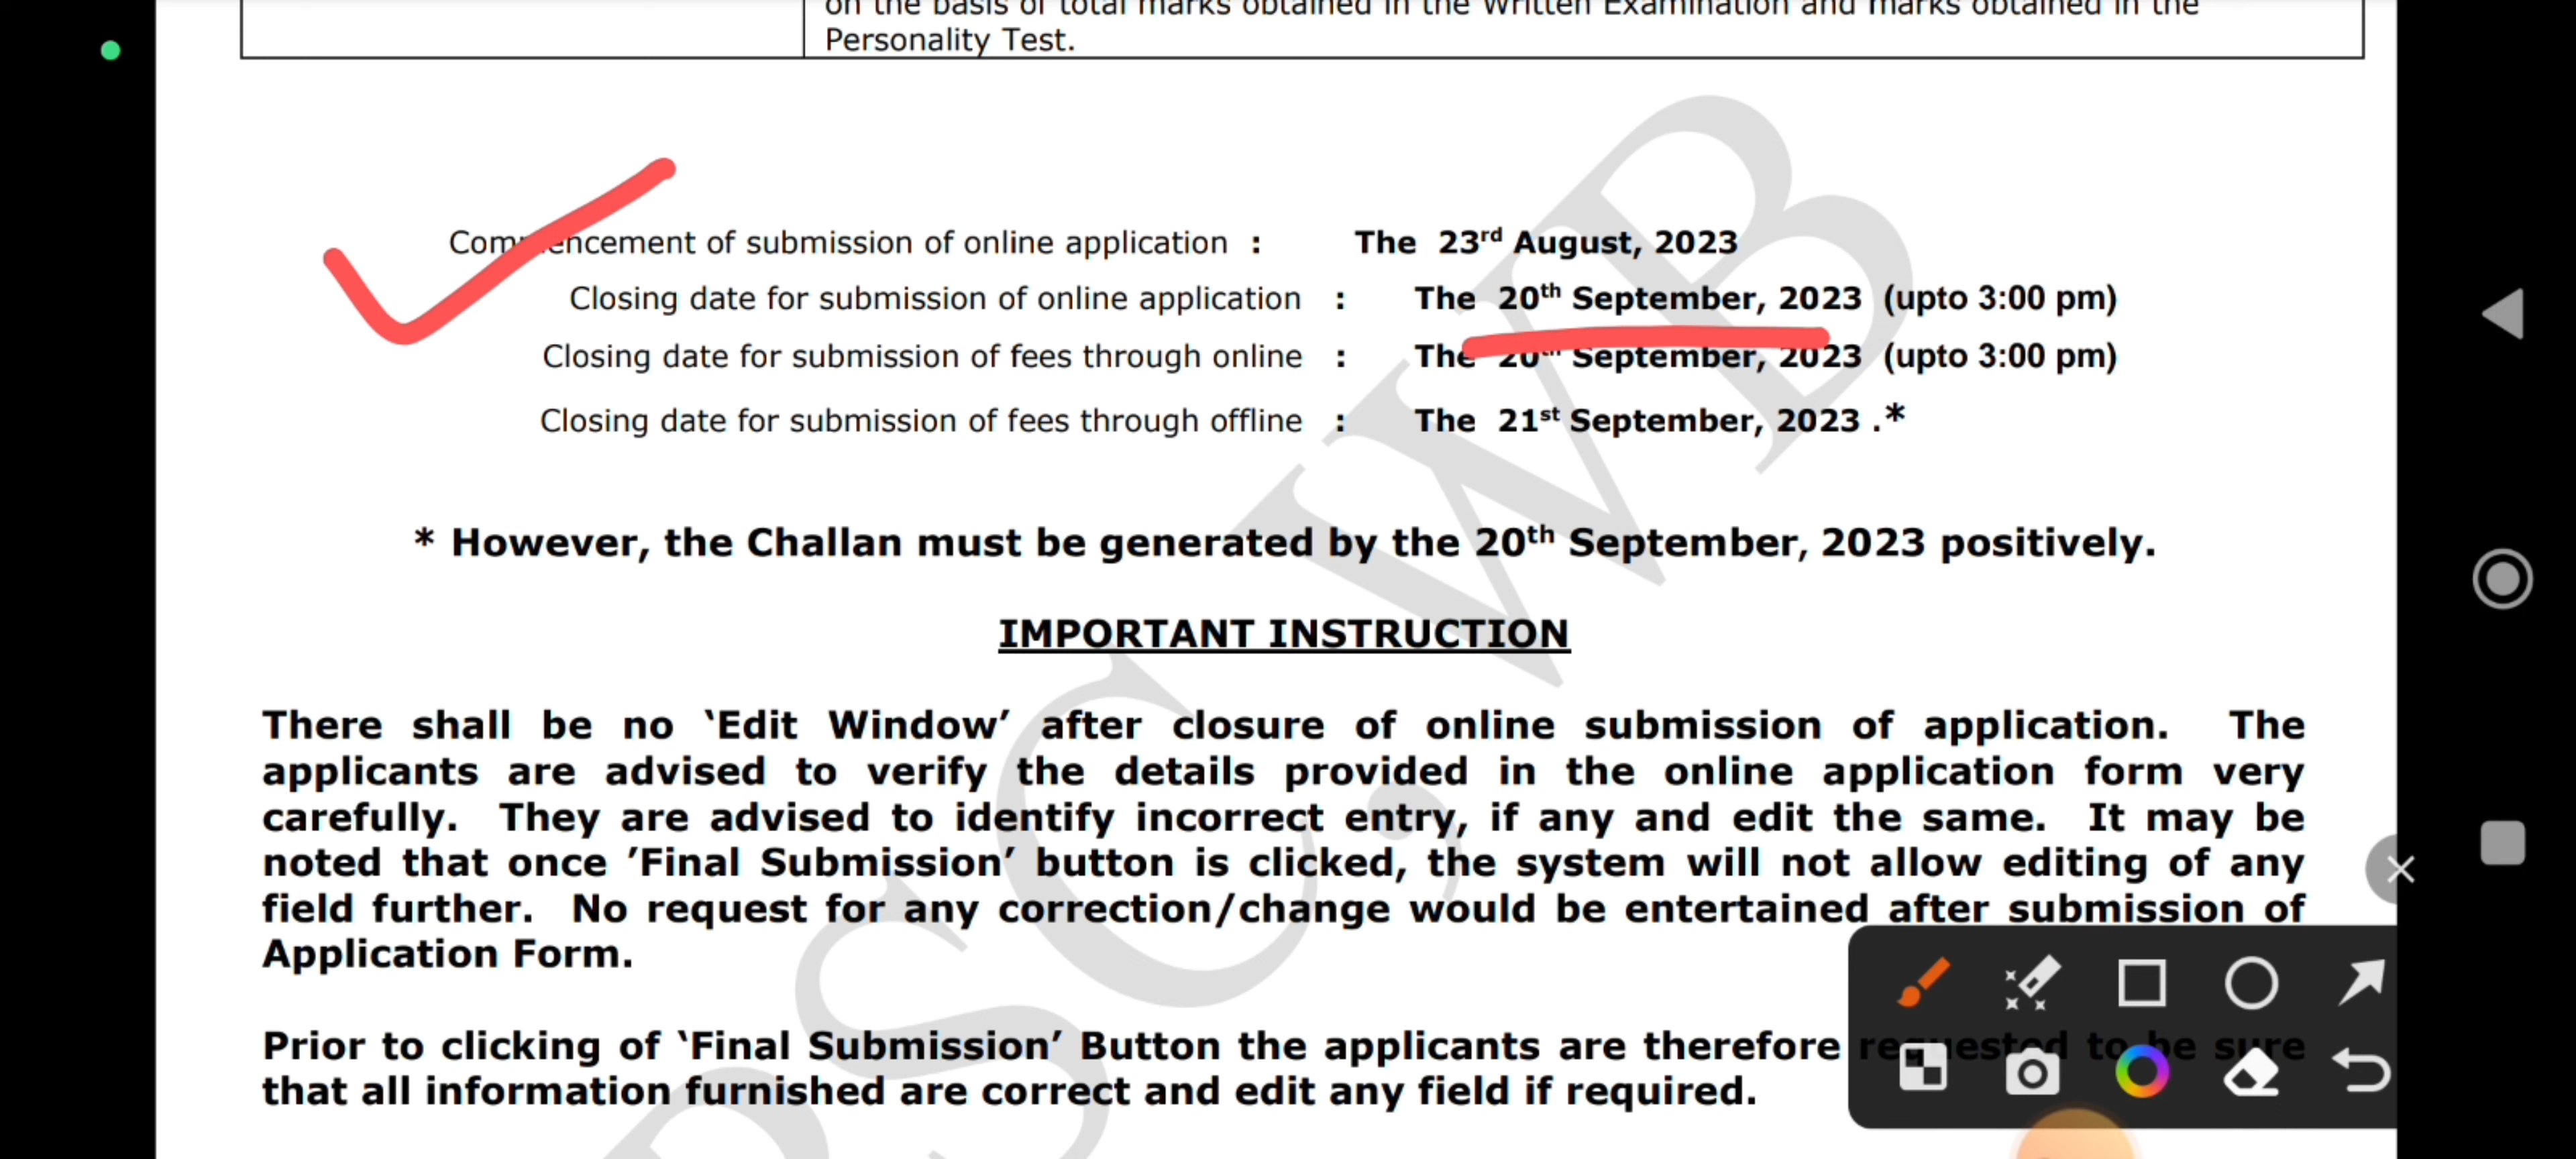 on the basis of total marks obtained in the Written Examination and marks obtained in the
Personality Test.
Commencement of submission of online application : The 23rd August, 2023
Closing date for submission of online application : The 20th September, 2023 (upto 3:00 pm)
Closing date for submission of fees through online : The 20th September, 2023 (upto 3:00 pm)
Closing date for submission of fees through offline : The 21st September, 2023 .*
* However, the Challan must be generated by the 20th September, 2023 positively.
IMPORTANT INSTRUCTION
There shall be no ‘Edit Window’ after closure of online submission of application. The
applicants are advised to verify the details provided in the online application form very
carefully. They are advised to identify incorrect entry, if any and edit the same. It may be
noted that once ’Final Submission’ button is clicked, the system will not allow editing of any
field further. No request for any correction/change would be entertained after submission of
Application Form.
Prior to clicking of ‘Final Submission’ Button the applicants are therefore requested to be sure
that all information furnished are correct and edit any field if required.
PSC, WB